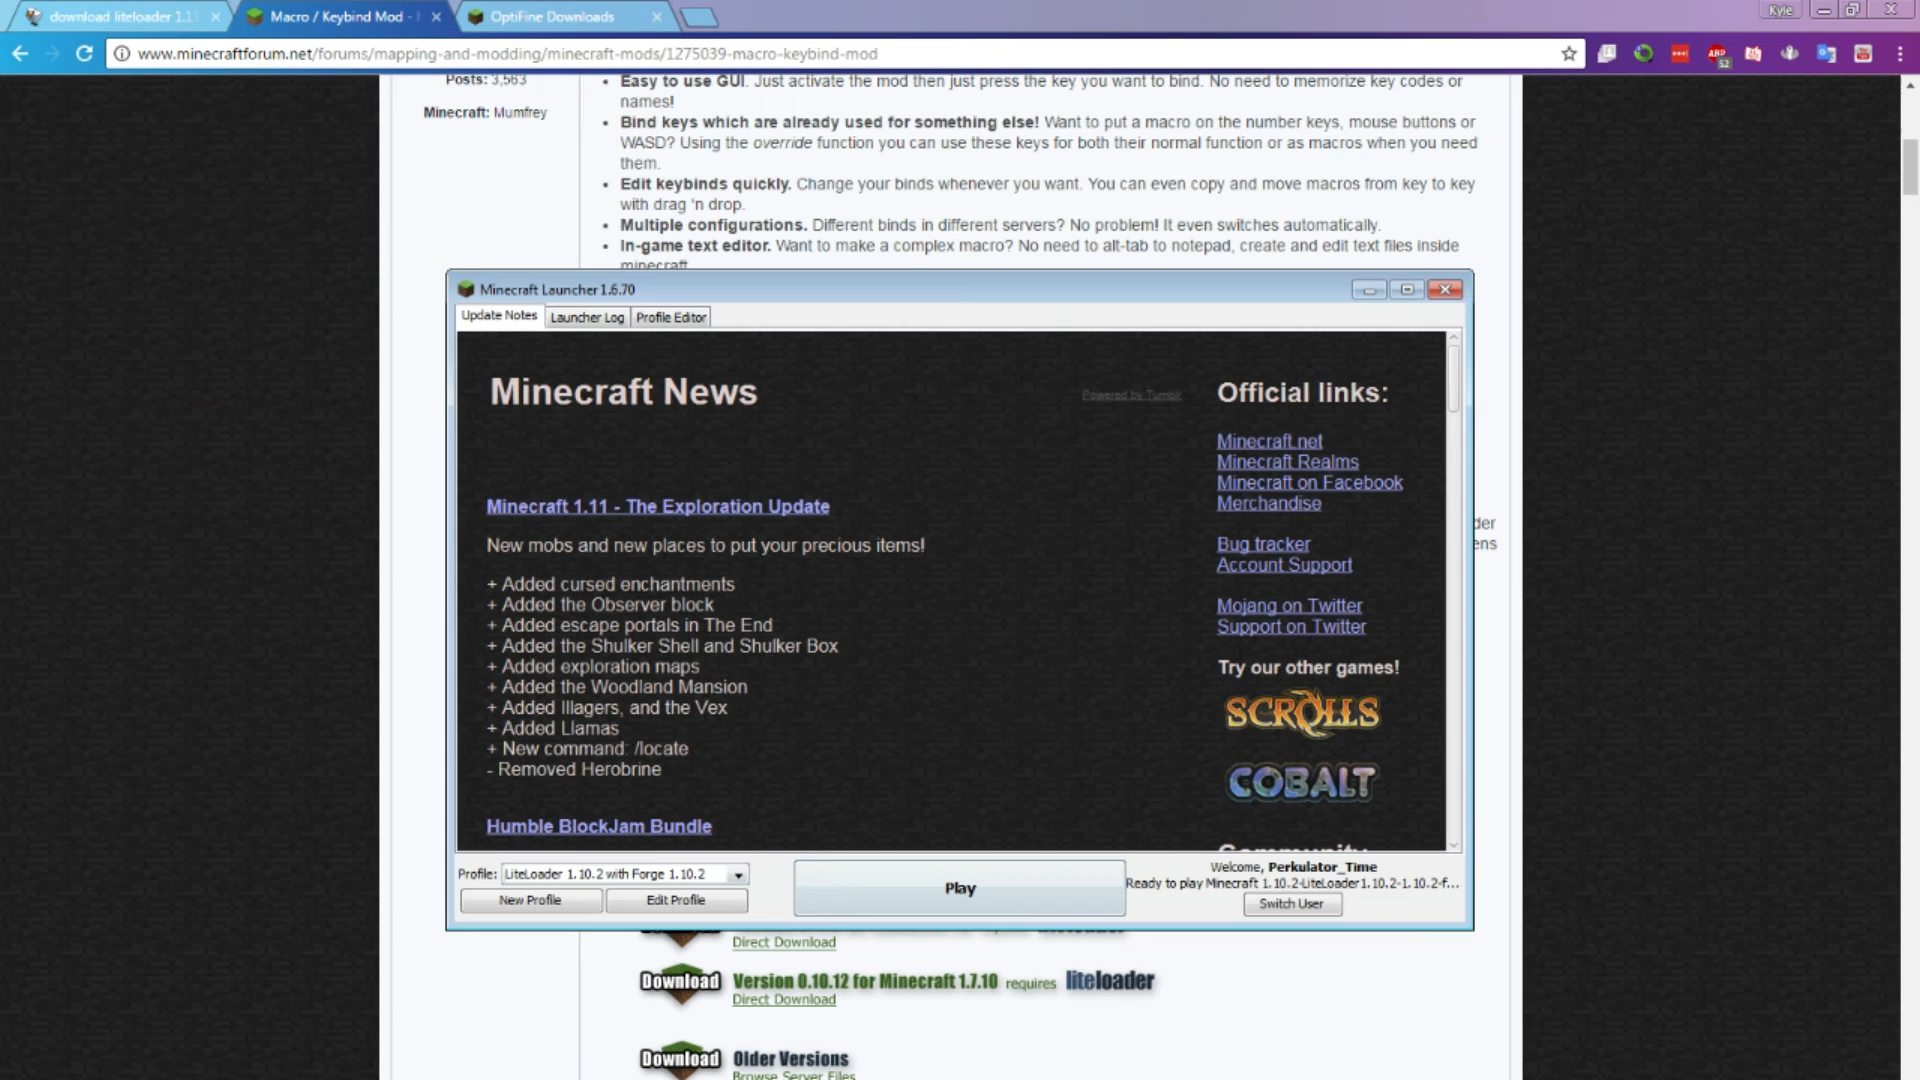 download liteloader 1.1
Macro / Keybind Mod -
OptiFine Downloads
Kyle
www.minecraftforum.net/forums/mapping-and-modding/minecraft-mods/1275039-macro-keybind-mod
52
Posts: 3,563
Minecraft: Mumfrey
• Easy to use GUI. Just activate the mod then just press the key you want to bind. No need to memorize key codes or
names!
• Bind keys which are already used for something else! Want to put a macro on the number keys, mouse buttons or
WASD? Using the override function you can use these keys for both their normal function or as macros when you need
them.
• Edit keybinds quickly. Change your binds whenever you want. You can even copy and move macros from key to key
with drag 'n drop.
• Multiple configurations. Different binds in different servers? No problem! It even switches automatically.
• In-game text editor. Want to make a complex macro? No need to alt-tab to notepad, create and edit text files inside
minecraft
Minecraft Launcher 1.6.70
Update Notes
Launcher Log
Profile Editor
Minecraft News
Powered by Tumblr
Minecraft 1.11 - The Exploration Update
New mobs and new places to put your precious items!
+ Added cursed enchantments
+ Added the Observer block
+ Added escape portals in The End
+ Added the Shulker Shell and Shulker Box
+ Added exploration maps
+ Added the Woodland Mansion
+ Added Illagers, and the Vex
+ Added Llamas
+ New command: /locate
- Removed Herobrine
Humble BlockJam Bundle
Official links:
Minecraft.net
Minecraft Realms
Minecraft on Facebook
Merchandise
Bug tracker
Account Support
Mojang on Twitter
Support on Twitter
Try our other games!
SCROLLS
COBALT
Community
der
ens
Profile: LiteLoader 1.10.2 with Forge 1.10.2
New Profile
Edit Profile
Play
Welcome, Perkulator_Time
Ready to play Minecraft 1.10.2-LiteLoader1.10.2-1.10.2-f...
Switch User
Direct Download
Download Version 0.10.12 for Minecraft 1.7.10 requires liteloader
Direct Download
Download Older Versions
Browse Server Files